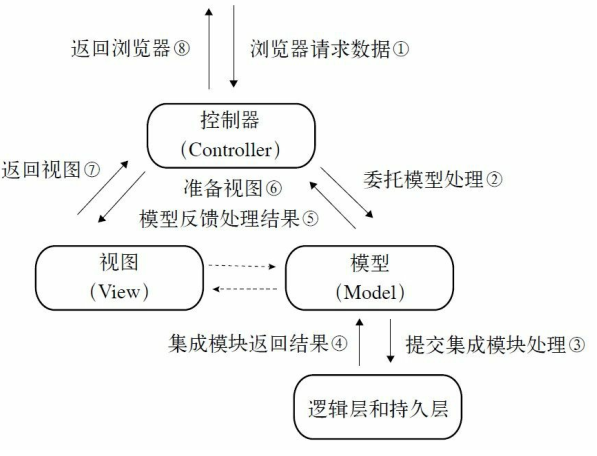 返回浏览器⑧
浏览器请求数据①
控制器
(Controller)
返回视图⑦
准备视图⑥
委托模型处理②
模型反馈处理结果⑤
视图
(View)
模型
(Model)
集成模块返回结果④
提交集成模块处理③
逻辑层和持久层